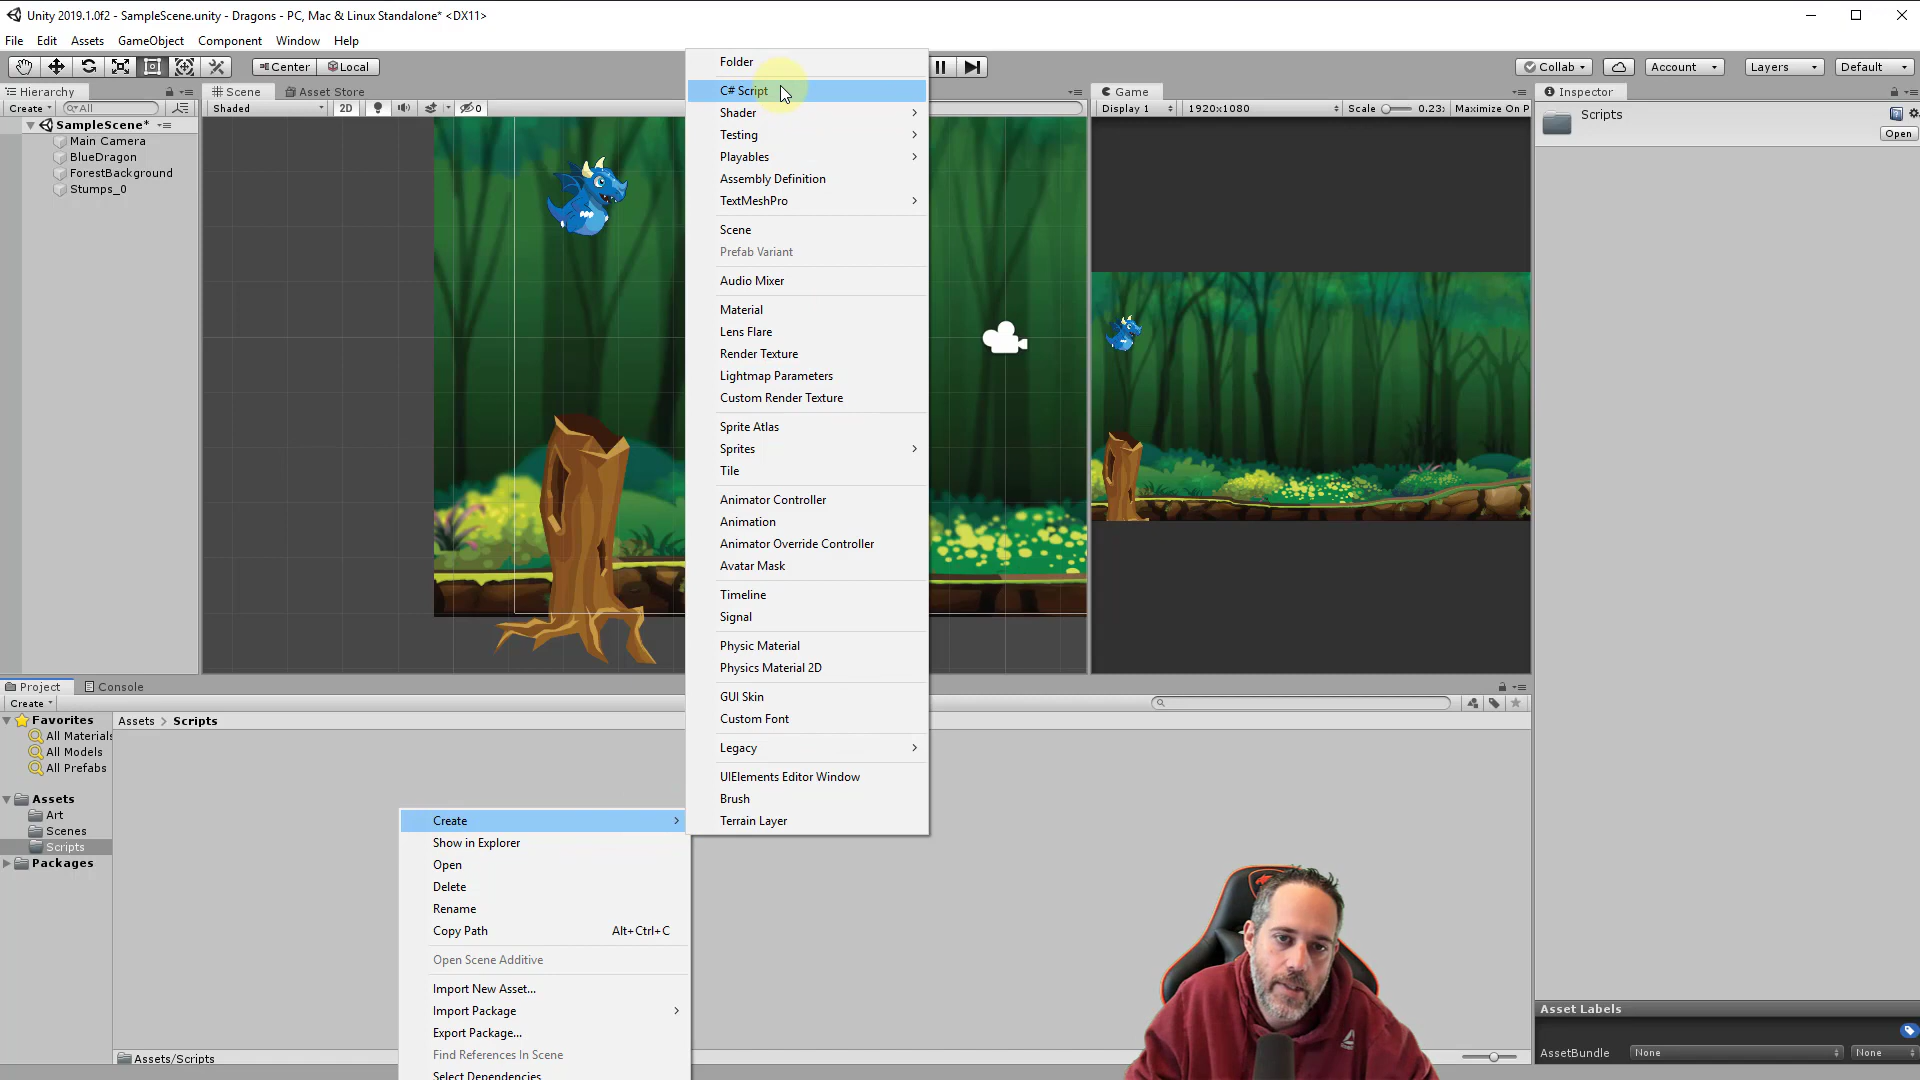 Unity 2019.1.0f2 - SampleScene.unity - Dragons - PC, Mac & Linux Standalone* <DX11>
File Edit Assets GameObject Component Window Help
Center Local
Collab Account Layers Default
Hierarchy
Create All
SampleScene*
Main Camera
BlueDragon
ForestBackground
Stumps_0
Scene Asset Store
Shaded 2D 0
Folder
C# Script
Shader
Testing
Playables
Assembly Definition
TextMeshPro
Scene
Prefab Variant
Audio Mixer
Material
Lens Flare
Render Texture
Lightmap Parameters
Custom Render Texture
Sprite Atlas
Sprites
Tile
Animator Controller
Animation
Animator Override Controller
Avatar Mask
Timeline
Signal
Physic Material
Physics Material 2D
GUI Skin
Custom Font
Legacy
UIElements Editor Window
Brush
Terrain Layer
Game
Display 1 1920x1080 Scale 0.23 Maximize On P
Inspector
Scripts
Open
Project Console
Create
Favorites
All Materials
All Models
All Prefabs
Assets
Art
Scenes
Scripts
Packages
Assets > Scripts
Create
Show in Explorer
Open
Delete
Rename
Copy Path Alt+Ctrl+C
Open Scene Additive
Import New Asset...
Import Package
Export Package...
Find References In Scene
Select Dependencies
Assets/Scripts
Asset Labels
AssetBundle None None